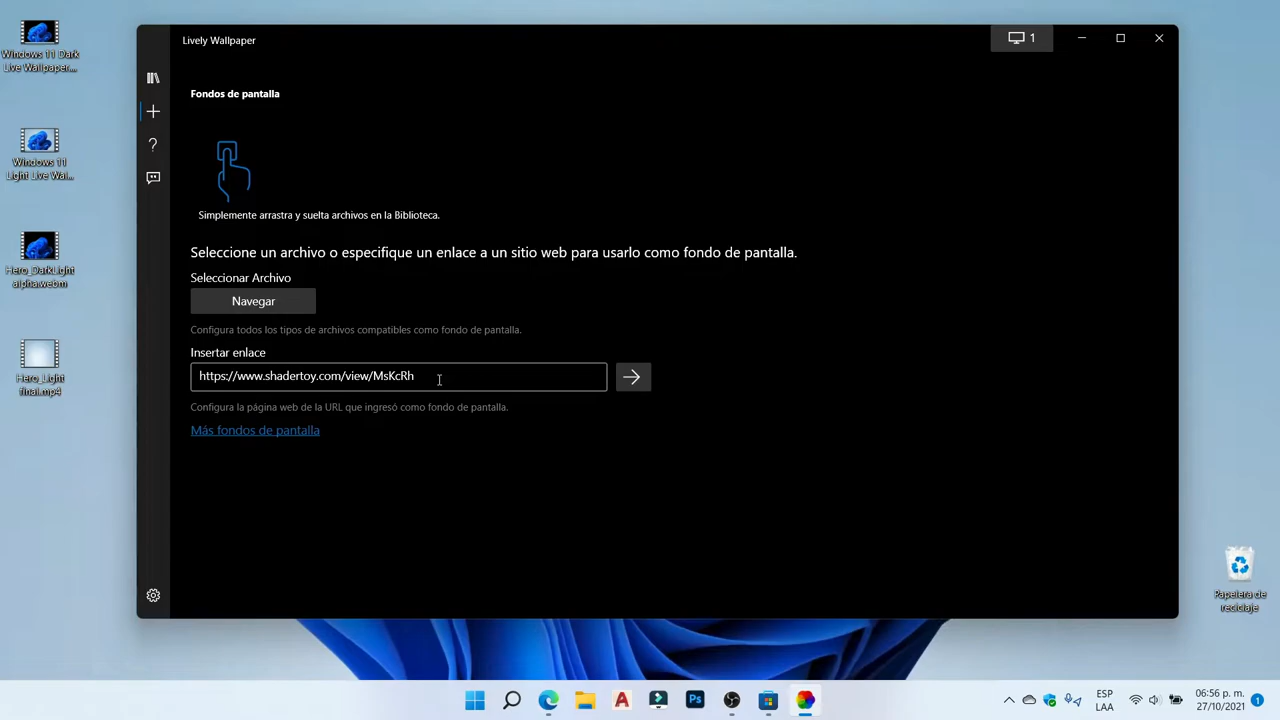 Windows 11 Dark
Live Wallpaper...
Windows 11
Light Live Wal...
Hero_DarkLight
alpha.webm
Hero_Light
final.mp4
Lively Wallpaper
1
Fondos de pantalla
Simplemente arrastra y suelta archivos en la Biblioteca.
Seleccione un archivo o especifique un enlace a un sitio web para usarlo como fondo de pantalla.
Seleccionar Archivo
Navegar
Configura todos los tipos de archivos compatibles como fondo de pantalla.
Insertar enlace
https://www.shadertoy.com/view/MsKcRh
Configura la página web de la URL que ingresó como fondo de pantalla.
Más fondos de pantalla
Papelera de
reciclaje
A
Ps
ESP
LAA
06:56 p. m.
27/10/2021
1